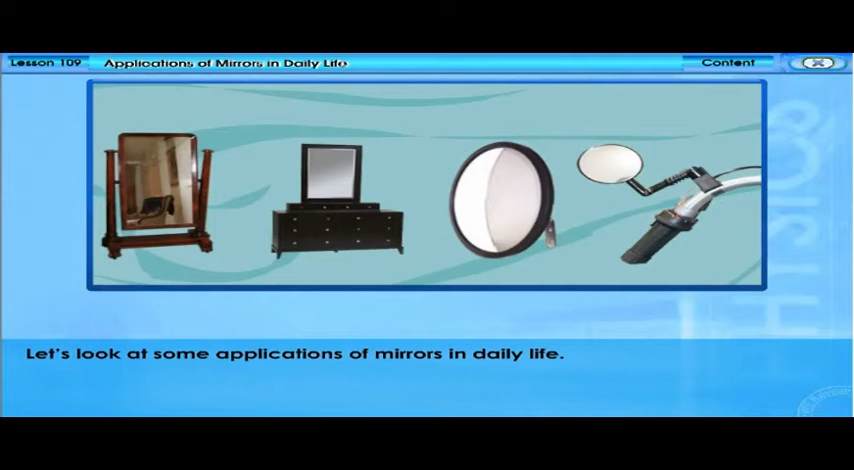 Lesson 109
Applications of Mirrors in Daily Life
Content
PHYSICS
Let's look at some applications of mirrors in daily life.